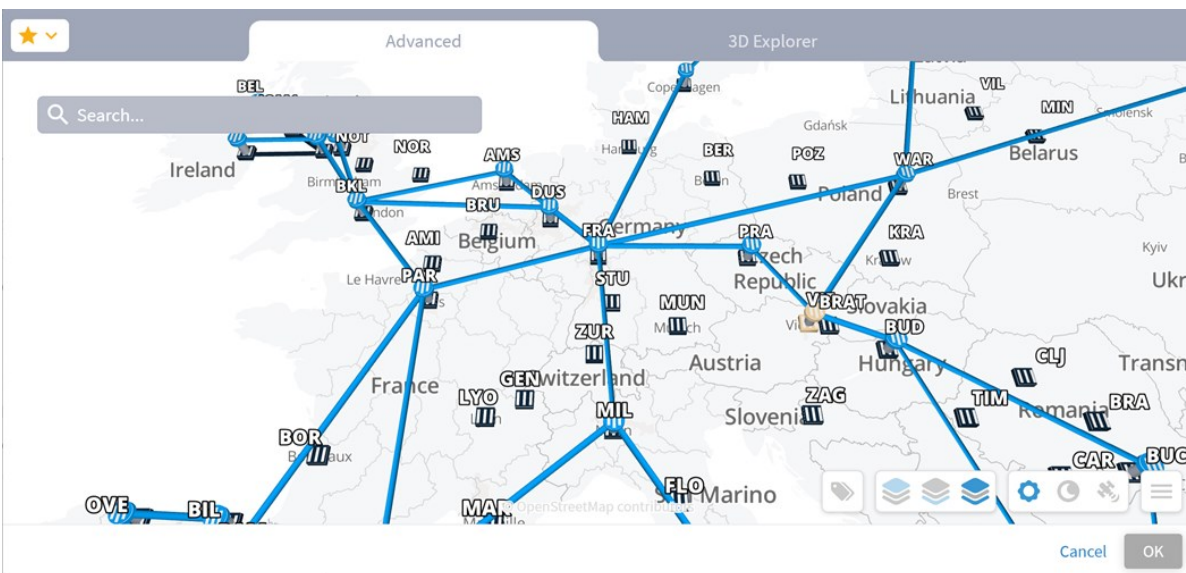 Advanced
3D Explorer
BEL
Search...
Copenhagen
Lithuania
VIL
MIN
Smolensk
HAM
Gdańsk
NOT
NOR
AMS
BER
POZ
WAR
Belarus
Ireland
BKL
DUS
Poland
Brest
BRU
Belgium
FRA
Germany
PRA
KRA
AMI
Czech
Republic
Kyiv
Le Havre
PAR
STU
MUN
BRAT
Slovakia
BUD
Hungary
ZUR
Austria
CLJ
France
GEN
Switzerland
LYO
MIL
Slovenia
ZAG
TIM
Romania
BRA
BOR
CAR
BUC
OVE
BIL
MAR
FLO
San Marino
© OpenStreetMap contributors
Cancel
OK